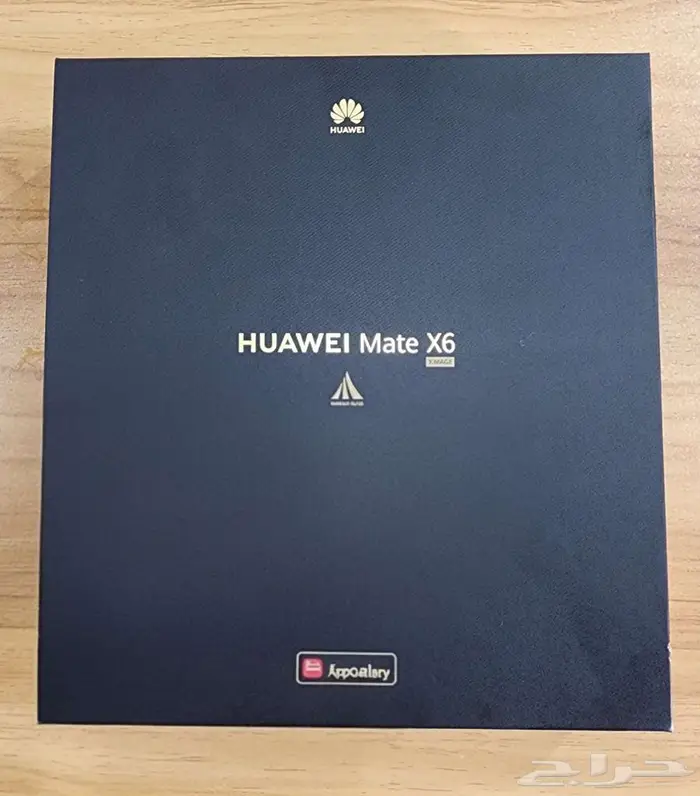 HUAWEI
HUAWEI Mate X6
XMAGE
AppGallery
حراج